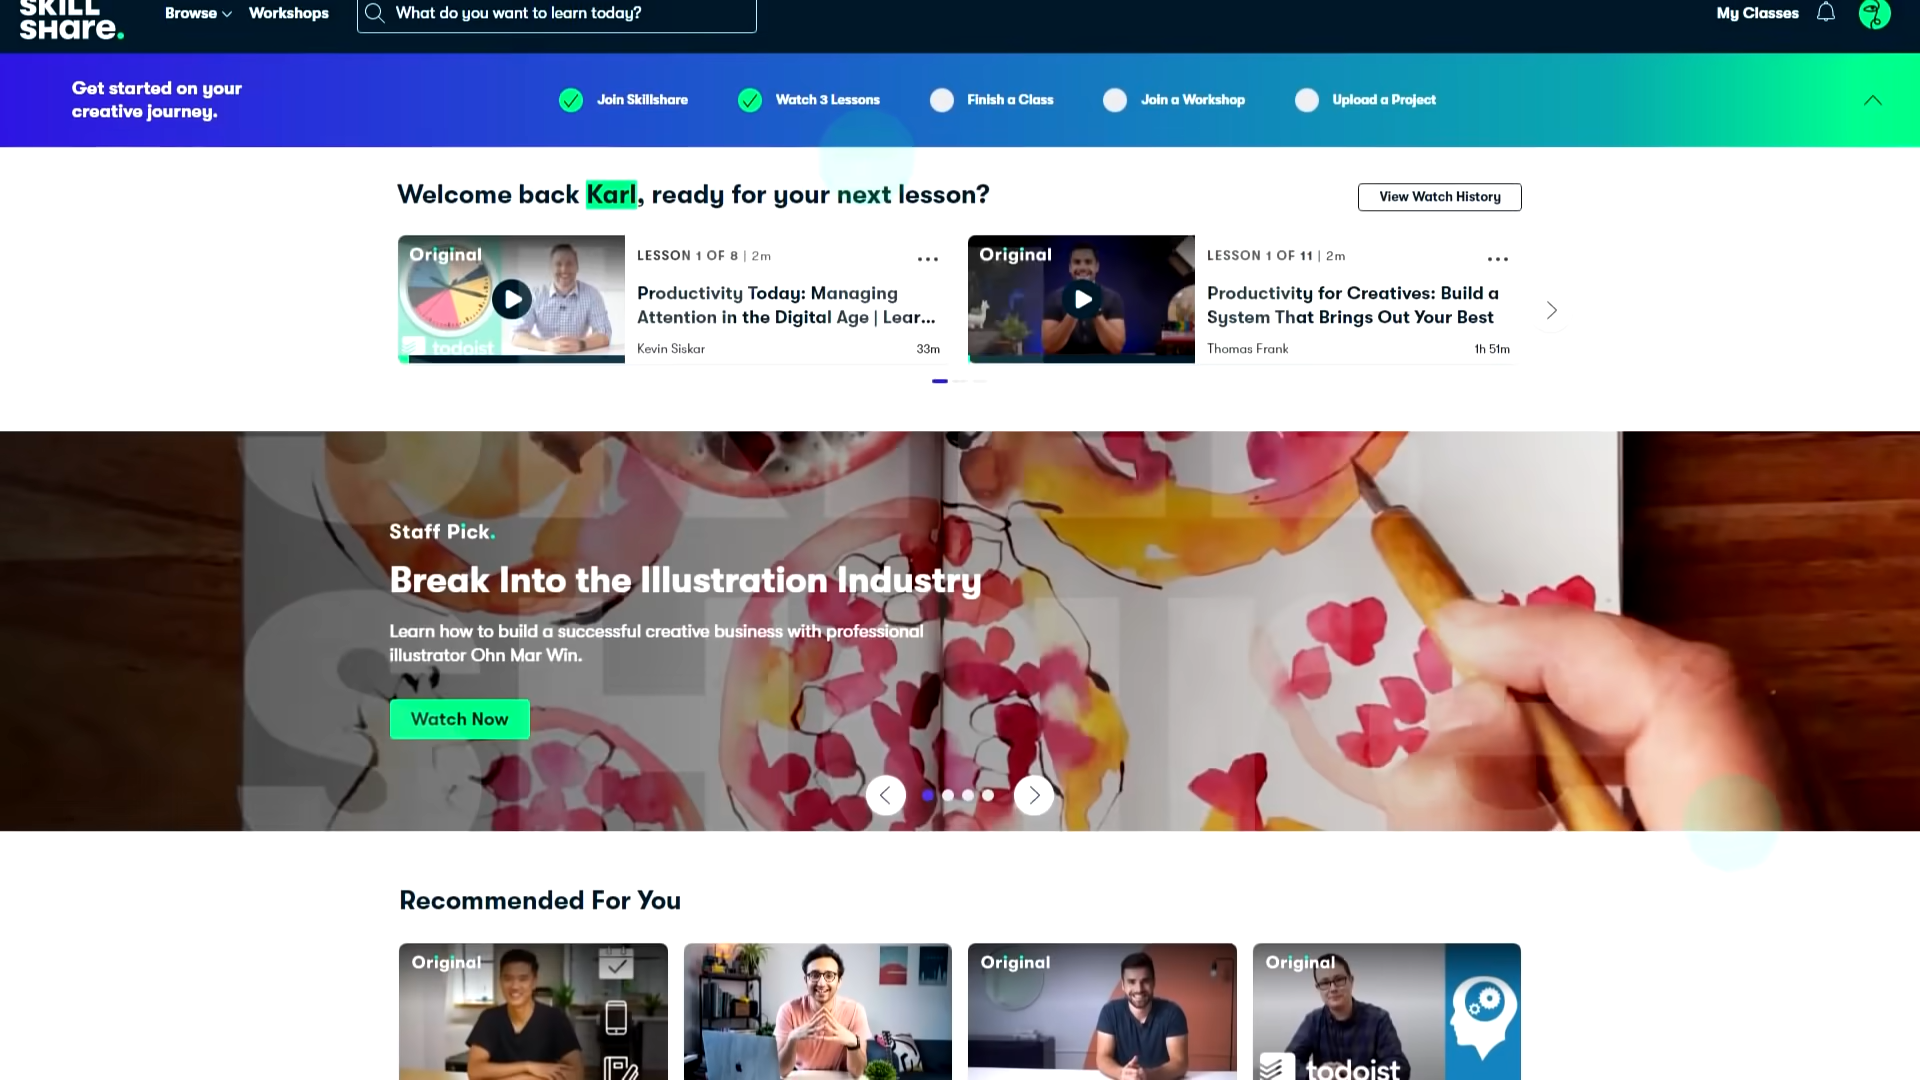 SKILL
SHare.
Browse
Workshops
What do you want to learn today?
My Classes
Get started on your
creative journey.
Join Skillshare
Watch 3 Lessons
Finish a Class
Join a Workshop
Upload a Project
Welcome back Karl, ready for your next lesson?
View Watch History
Original
todoist
LESSON 1 OF 8 | 2m
Productivity Today: Managing
Attention in the Digital Age | Lear...
Kevin Siskar
33m
Original
LESSON 1 OF 11 | 2m
Productivity for Creatives: Build a
System That Brings Out Your Best
Thomas Frank
1h 51m
Staff Pick.
Break Into the Illustration Industry
Learn how to build a successful creative business with professional
illustrator Ohn Mar Win.
Watch Now
Recommended For You
Original
Original
Original
todoist